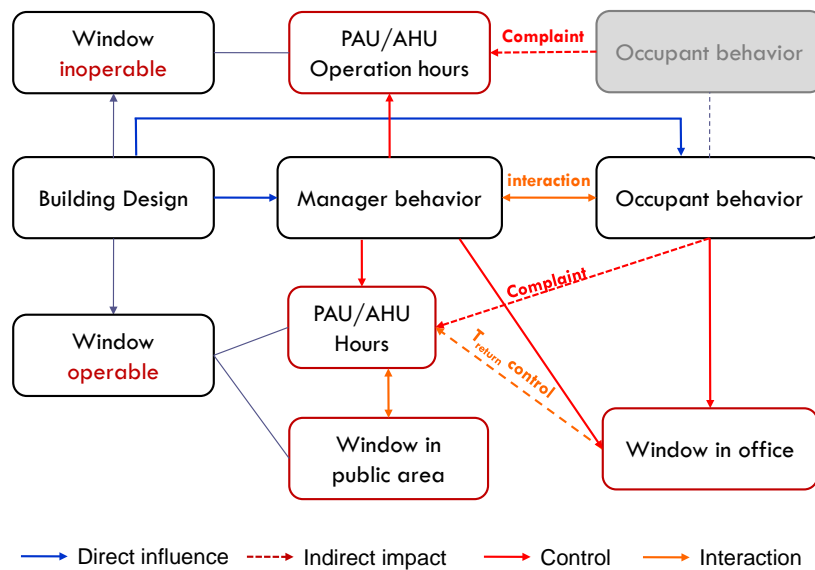 Window
inoperable
PAU/AHU
Operation hours
Complaint
Occupant behavior
Building Design
Manager behavior
interaction
Occupant behavior
Window
operable
PAU/AHU
Hours
Complaint
Treturn control
Window in
public area
Window in office
Direct influence
Indirect impact
Control
Interaction